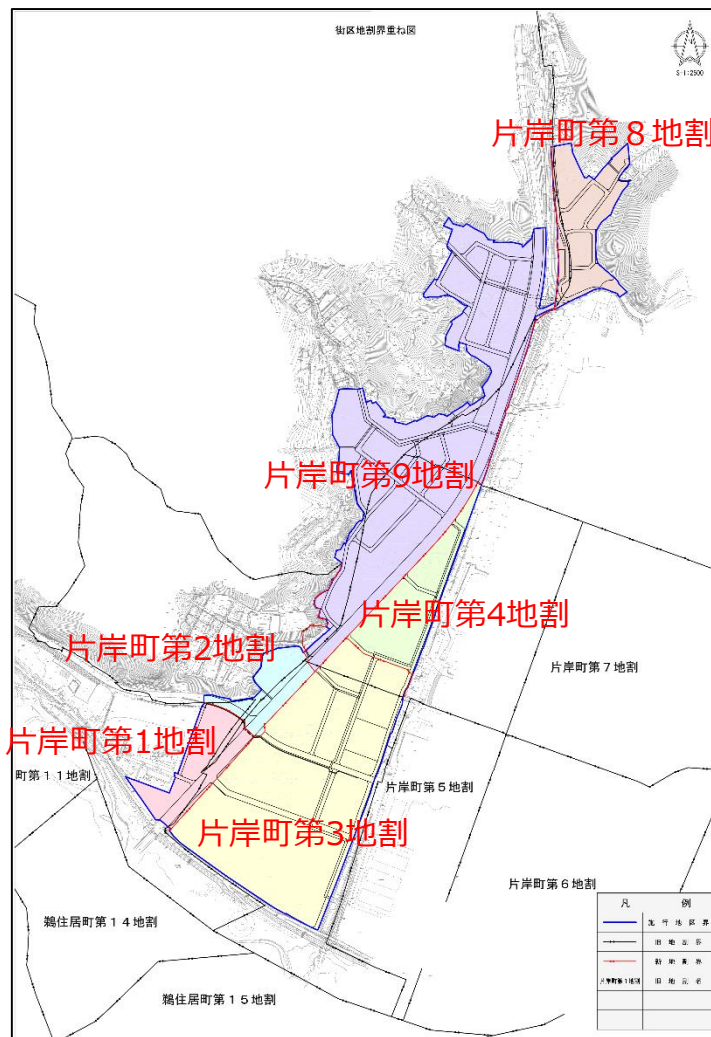 街区地割界重ね図
S=1:2500
片岸町第８地割
片岸町第9地割
片岸町第4地割
片岸町第2地割
片岸町第７地割
片岸町第1地割
町第１１地割
片岸町第５地割
片岸町第3地割
片岸町第６地割
鵜住居町第１４地割
鵜住居町第１５地割
凡 例
施行地区界
旧地割界
新地割界
片岸町第1地割 旧地割名